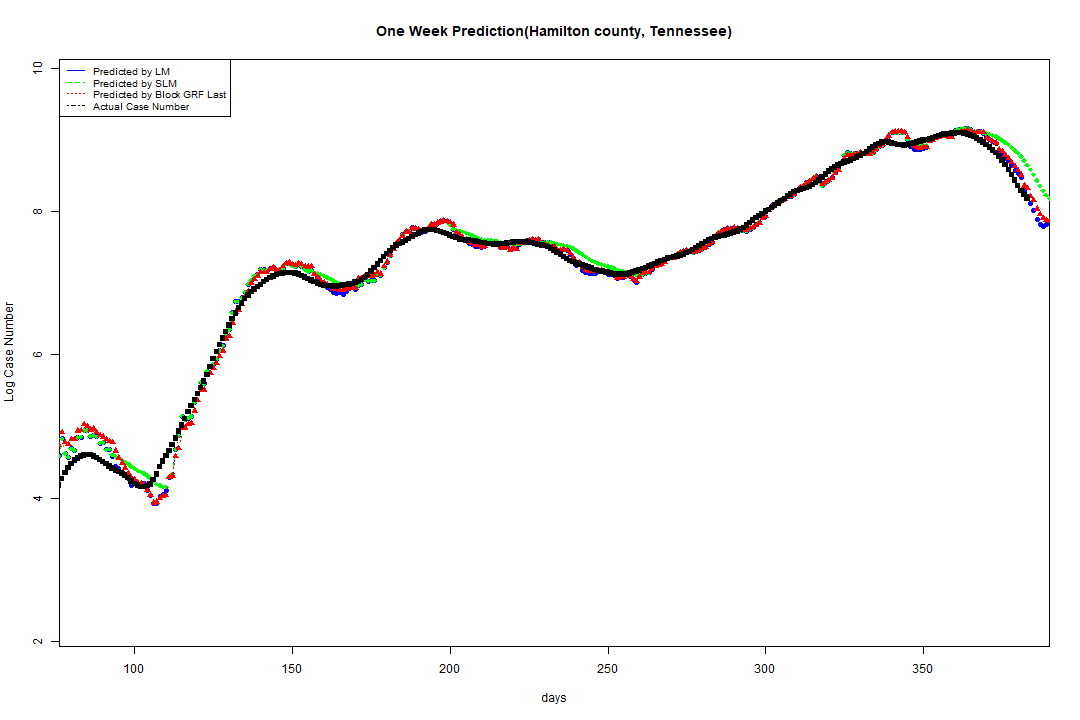 One Week Prediction(Hamilton county, Tennessee)
Predicted by LM
Predicted by SLM
Predicted by Block GRF Last
Actual Case Number
10
8
6
4
2
Log Case Number
100
150
200
250
300
350
days